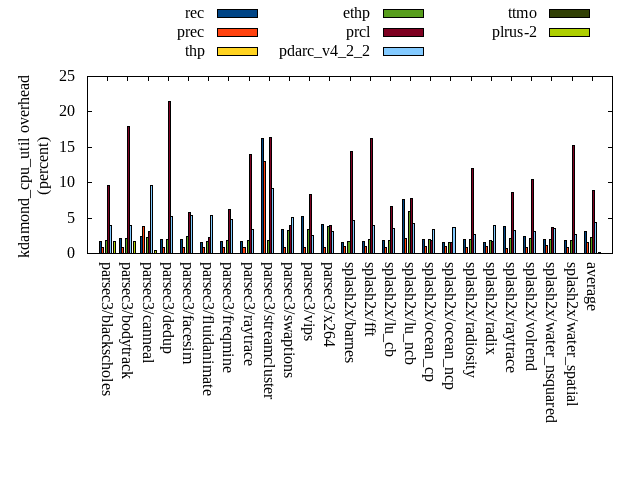 rec ethp ttmo
prec prcl plrus-2
thp pdarc_v4_2_2
kdamond_cpu_util overhead
(percent)
25
20
15
10
5
0
parsec3/blackscholes
parsec3/bodytrack
parsec3/canneal
parsec3/dedup
parsec3/facesim
parsec3/fluidanimate
parsec3/freqmine
parsec3/raytrace
parsec3/streamcluster
parsec3/swaptions
parsec3/vips
parsec3/x264
splash2x/barnes
splash2x/fft
splash2x/lu_cb
splash2x/lu_ncb
splash2x/ocean_cp
splash2x/ocean_ncp
splash2x/radiosity
splash2x/radix
splash2x/raytrace
splash2x/volrend
splash2x/water_nsquared
splash2x/water_spatial
average